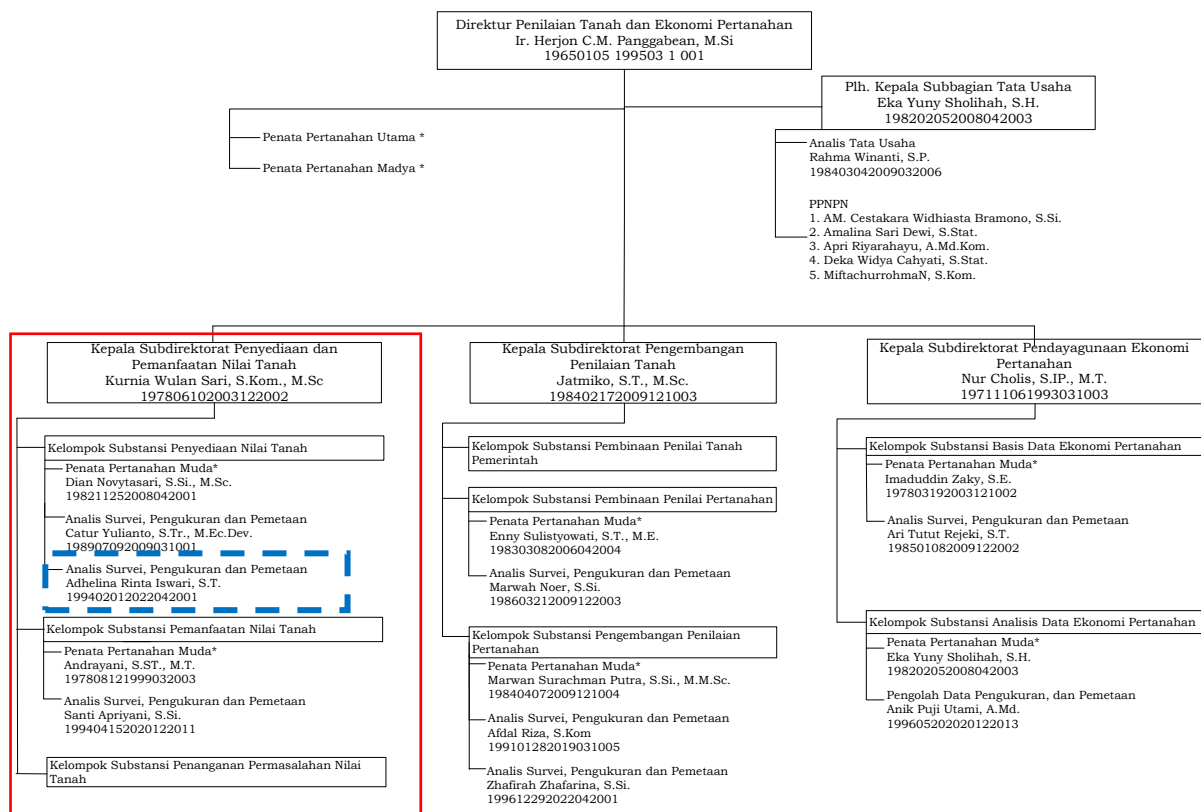 Direktur Penilaian Tanah dan Ekonomi Pertanahan
Ir. Herjon C.M. Panggabean, M.Si
19650105 199503 1 001
Plh. Kepala Subbagian Tata Usaha
Eka Yuny Sholihah, S.H.
198202052008042003
Penata Pertanahan Utama *
Penata Pertanahan Madya *
Analis Tata Usaha
Rahma Winanti, S.P.
198403042009032006
PPNPN
1. AM. Cestakara Widhiasta Bramono, S.Si.
2. Amalina Sari Dewi, S.Stat.
3. Apri Riyarahayu, A.Md.Kom.
4. Deka Widya Cahyati, S.Stat.
5. MiftachurrohmaN, S.Kom.
Kepala Subdirektorat Penyediaan dan
Pemanfaatan Nilai Tanah
Kurnia Wulan Sari, S.Kom., M.Sc
197806102003122002
Kelompok Substansi Penyediaan Nilai Tanah
Penata Pertanahan Muda*
Dian Novytasari, S.Si., M.Sc.
198211252008042001
Analis Survei, Pengukuran dan Pemetaan
Catur Yulianto, S.Tr., M.Ec.Dev.
198907092009031001
Analis Survei, Pengukuran dan Pemetaan
Adhelina Rinta Iswari, S.T.
199402012022042001
Kelompok Substansi Pemanfaatan Nilai Tanah
Penata Pertanahan Muda*
Andrayani, S.ST., M.T.
197808121999032003
Analis Survei, Pengukuran dan Pemetaan
Santi Apriyani, S.Si.
199404152020122011
Kelompok Substansi Penanganan Permasalahan Nilai
Tanah
Kepala Subdirektorat Pengembangan
Penilaian Tanah
Jatmiko, S.T., M.Sc.
198402172009121003
Kelompok Substansi Pembinaan Penilai Tanah
Pemerintah
Kelompok Substansi Pembinaan Penilai Pertanahan
Penata Pertanahan Muda*
Enny Sulistyowati, S.T., M.E.
198303082006042004
Analis Survei, Pengukuran dan Pemetaan
Marwah Noer, S.Si.
198603212009122003
Kelompok Substansi Pengembangan Penilaian
Pertanahan
Penata Pertanahan Muda*
Marwan Surachman Putra, S.Si., M.M.Sc.
198404072009121004
Analis Survei, Pengukuran dan Pemetaan
Afdal Riza, S.Kom
199101282019031005
Analis Survei, Pengukuran dan Pemetaan
Zhafirah Zhafarina, S.Si.
199612292022042001
Kepala Subdirektorat Pendayagunaan Ekonomi
Pertanahan
Nur Cholis, S.IP., M.T.
197111061993031003
Kelompok Substansi Basis Data Ekonomi Pertanahan
Penata Pertanahan Muda*
Imaduddin Zaky, S.E.
197803192003121002
Analis Survei, Pengukuran dan Pemetaan
Ari Tutut Rejeki, S.T.
198501082009122002
Kelompok Substansi Analisis Data Ekonomi Pertanahan
Penata Pertanahan Muda*
Eka Yuny Sholihah, S.H.
198202052008042003
Pengolah Data Pengukuran, dan Pemetaan
Anik Puji Utami, A.Md.
199605202020122013